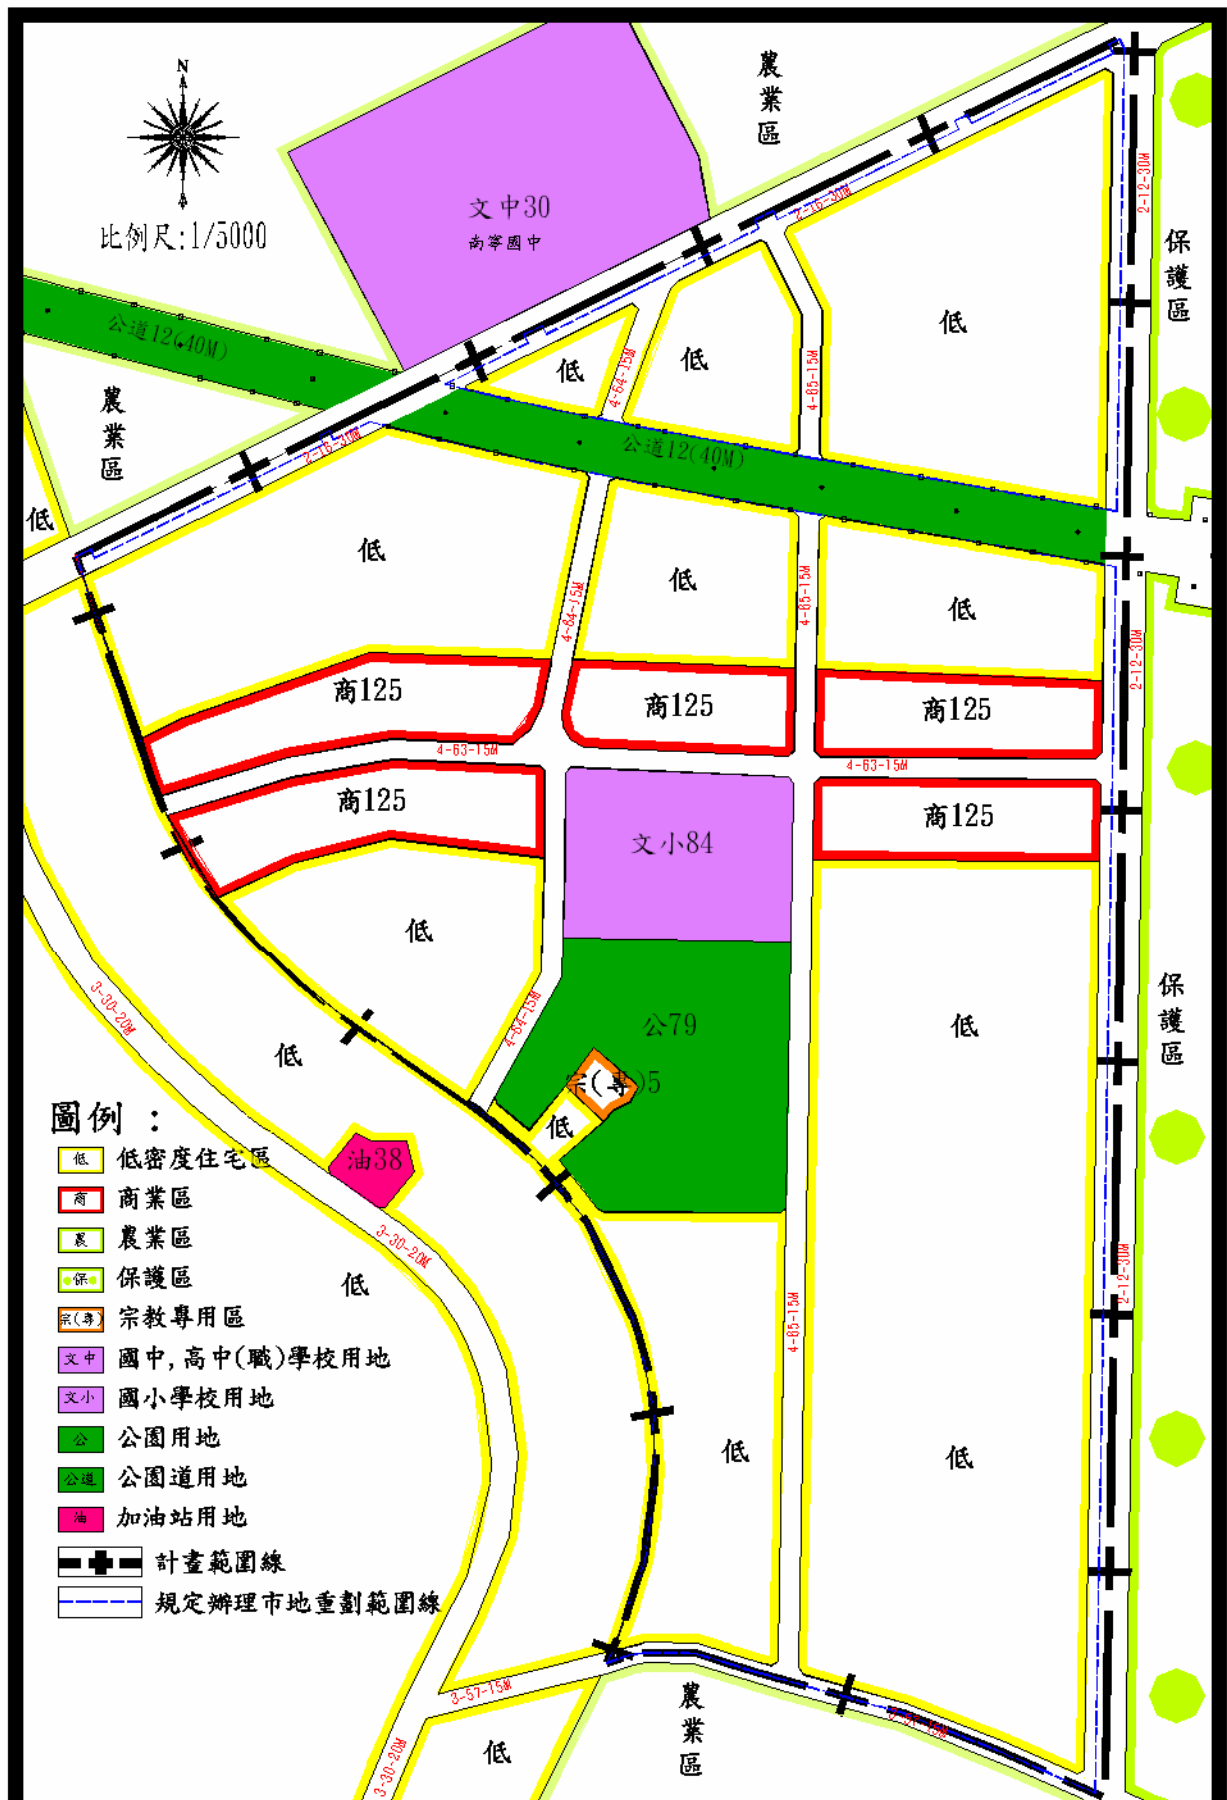 N
農業區
比例尺:1/5000
文中30
南寧國中
2-16-30M
2-12-30M
保護區
公道12(40M)
低
低
低
4-64-15M
4-65-15M
農業區
2-16-30M
公道12(40M)
低
低
低
低
4-64-15M
4-65-15M
2-12-30M
商125
商125
商125
4-63-15M
4-63-15M
商125
文小84
商125
低
3-30-20M
4-64-15M
公79
低
保護區
低
宗(專)5
低
圖例 :
低 低密度住宅區
油38
商 商業區
農 農業區
3-30-20M
保 保護區
低
2-12-30M
宗(專) 宗教專用區
4-65-15M
文中 國中,高中(職)學校用地
文小 國小學校用地
公 公園用地
低
低
公道 公園道用地
油 加油站用地
計畫範圍線
規定辦理市地重劃範圍線
3-57-15M
農業區
低
3-30-20M